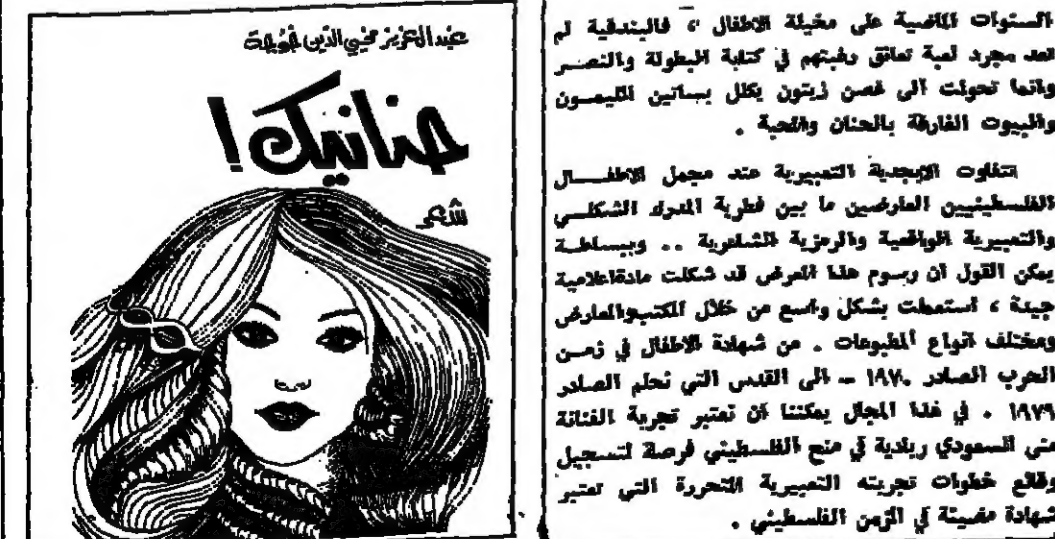 عبد العزيز محيي الدين خوجة
حنانيك !
شعر
السنوات الماضية على مخيلة الاطفال ، فالبندقية لم
تعد مجرد لعبة تعانق رغبتهم في كتابة البطولة والنصر
وانما تحولت الى غصن زيتون يكلل بساتين الليمون
والبيوت الغارقة بالحنان والمحبة .
تتفاوت الابجدية التعبيرية عند مجمل الاطفال
الفلسطينيين العارضين ما بين فطرية المدرك الشكلي
والتعبيرية الواقعية والرمزية الشاعرية .. وببساطة
يمكن القول ان رسوم هذا المعرض قد شكلت مادة اعلامية
جيدة ، استعملت بشكل واسع من خلال الكتب والمعارض
ومختلف انواع المطبوعات . من شهادة الاطفال في زمن
الحرب الصادر ١٩٧٠ - الى القدس التي نحلم الصادر
١٩٧٩ . في هذا المجال يمكننا ان نعتبر تجربة الفنانة
منى السعودي ريادية في منح الفلسطيني فرصة لتسجيل
وقائع خطوات تجربته التعبيرية المتحررة التي تعتبر
شهادة مضيئة في الزمن الفلسطيني .